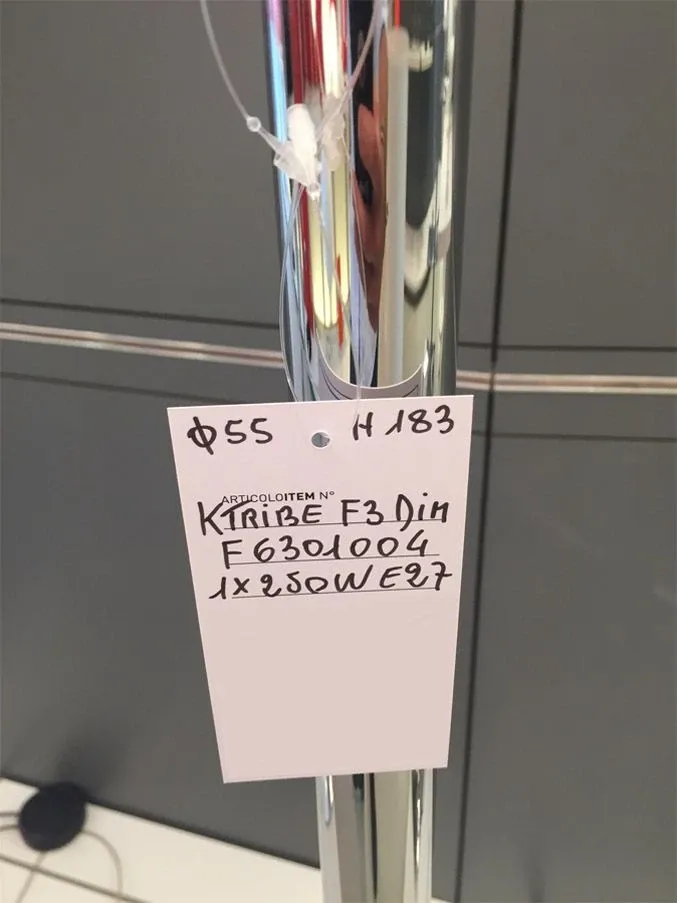 Φ55 H 183
ARTICOLOITEM N°
KTRIBE F3 Dim
F6301004
1X250W E27